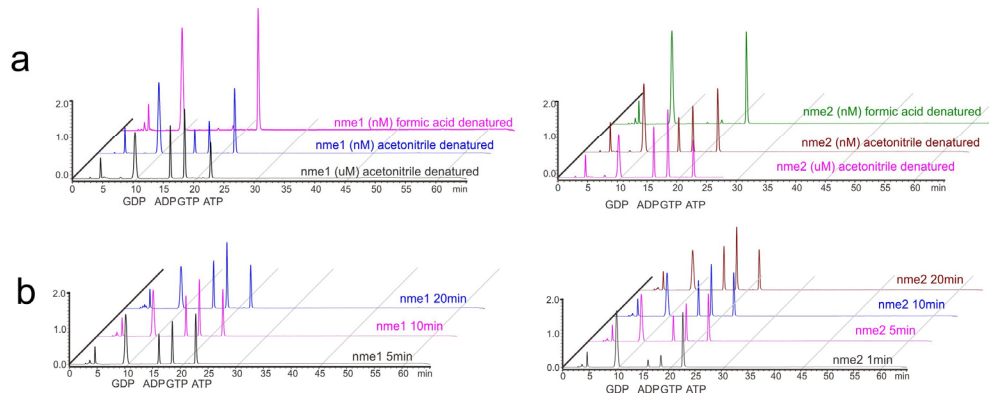 a
2.0
1.0
0.0
nme1 (nM) formic acid denatured
nme1 (nM) acetonitrile denatured
nme1 (uM) acetonitrile denatured
0 5 10 15 20 25 30 35 40 45 50 55 60 min
GDP ADP GTP ATP
2.0
1.0
0.0
nme2 (nM) formic acid denatured
nme2 (nM) acetonitrile denatured
nme2 (uM) acetonitrile denatured
0 5 10 15 20 25 30 35 40 45 50 55 60 min
GDP ADP GTP ATP
b
2.0
1.0
0.0
nme1 20min
nme1 10min
nme1 5min
0 5 10 15 20 25 30 35 40 45 50 55 60 min
GDP ADP GTP ATP
2.0
1.0
0.0
nme2 20min
nme2 10min
nme2 5min
nme2 1min
0 5 10 15 20 25 30 35 40 45 50 55 60 min
GDP ADP GTP ATP